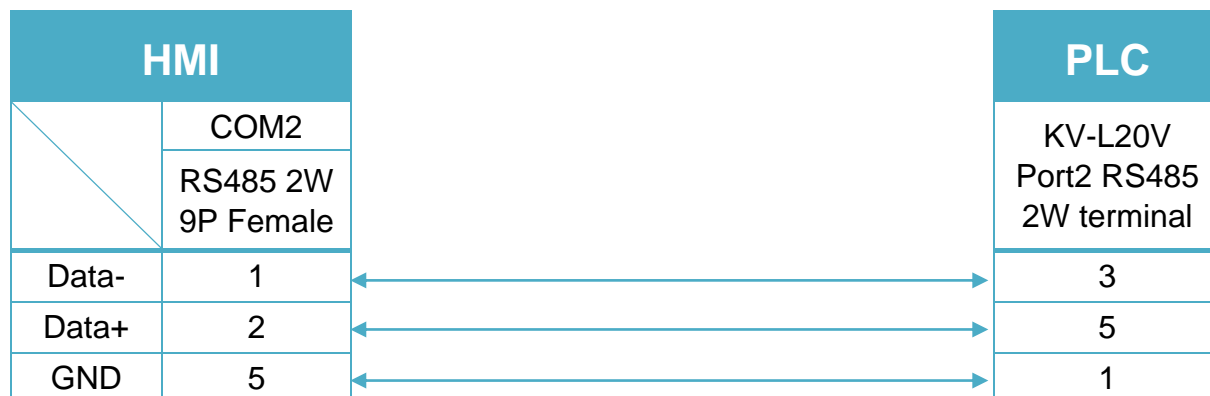 HMI PLC
COM2
RS485 2W
9P Female
KV-L20V
Port2 RS485
2W terminal
Data- 1 3
Data+ 2 5
GND 5 1